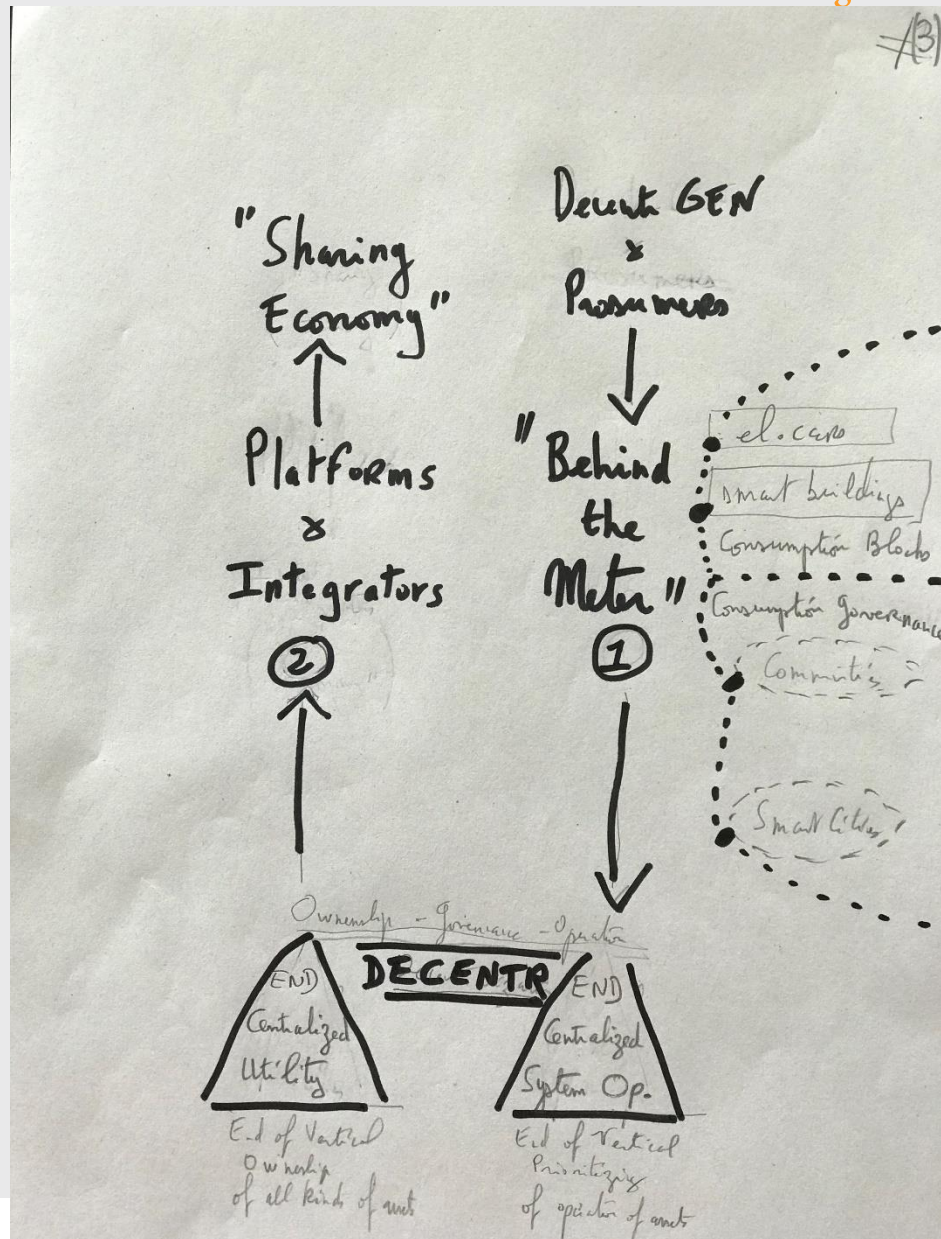 (3)
"Sharing
Economy"
Platforms
&
Integrators
2
Decentr GEN
&
Prosumers
"Behind
the
Meter"
1
el. cars
smart buildings
Consumption Blocks
Consumption governance
Smart Cities
Ownership - Governance - Operation
DECENTR
END
Centralized
Utility
End of Vertical
Ownership
of all kinds of assets
END
Centralized
System Op.
End of Vertical
Prioritizing
of operation of assets